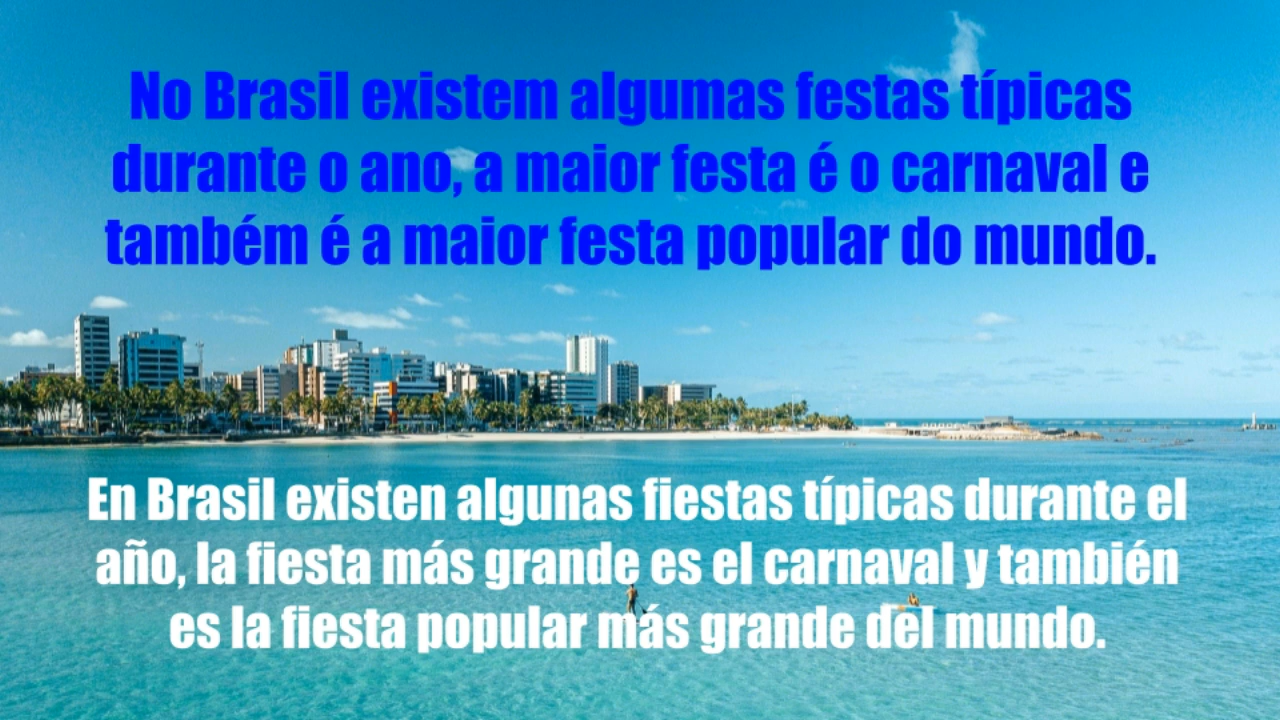 No Brasil existem algumas festas típicas
durante o ano, a maior festa é o carnaval e
também é a maior festa popular do mundo.
En Brasil existen algunas fiestas típicas durante el
año, la fiesta más grande es el carnaval y también
es la fiesta popular más grande del mundo.